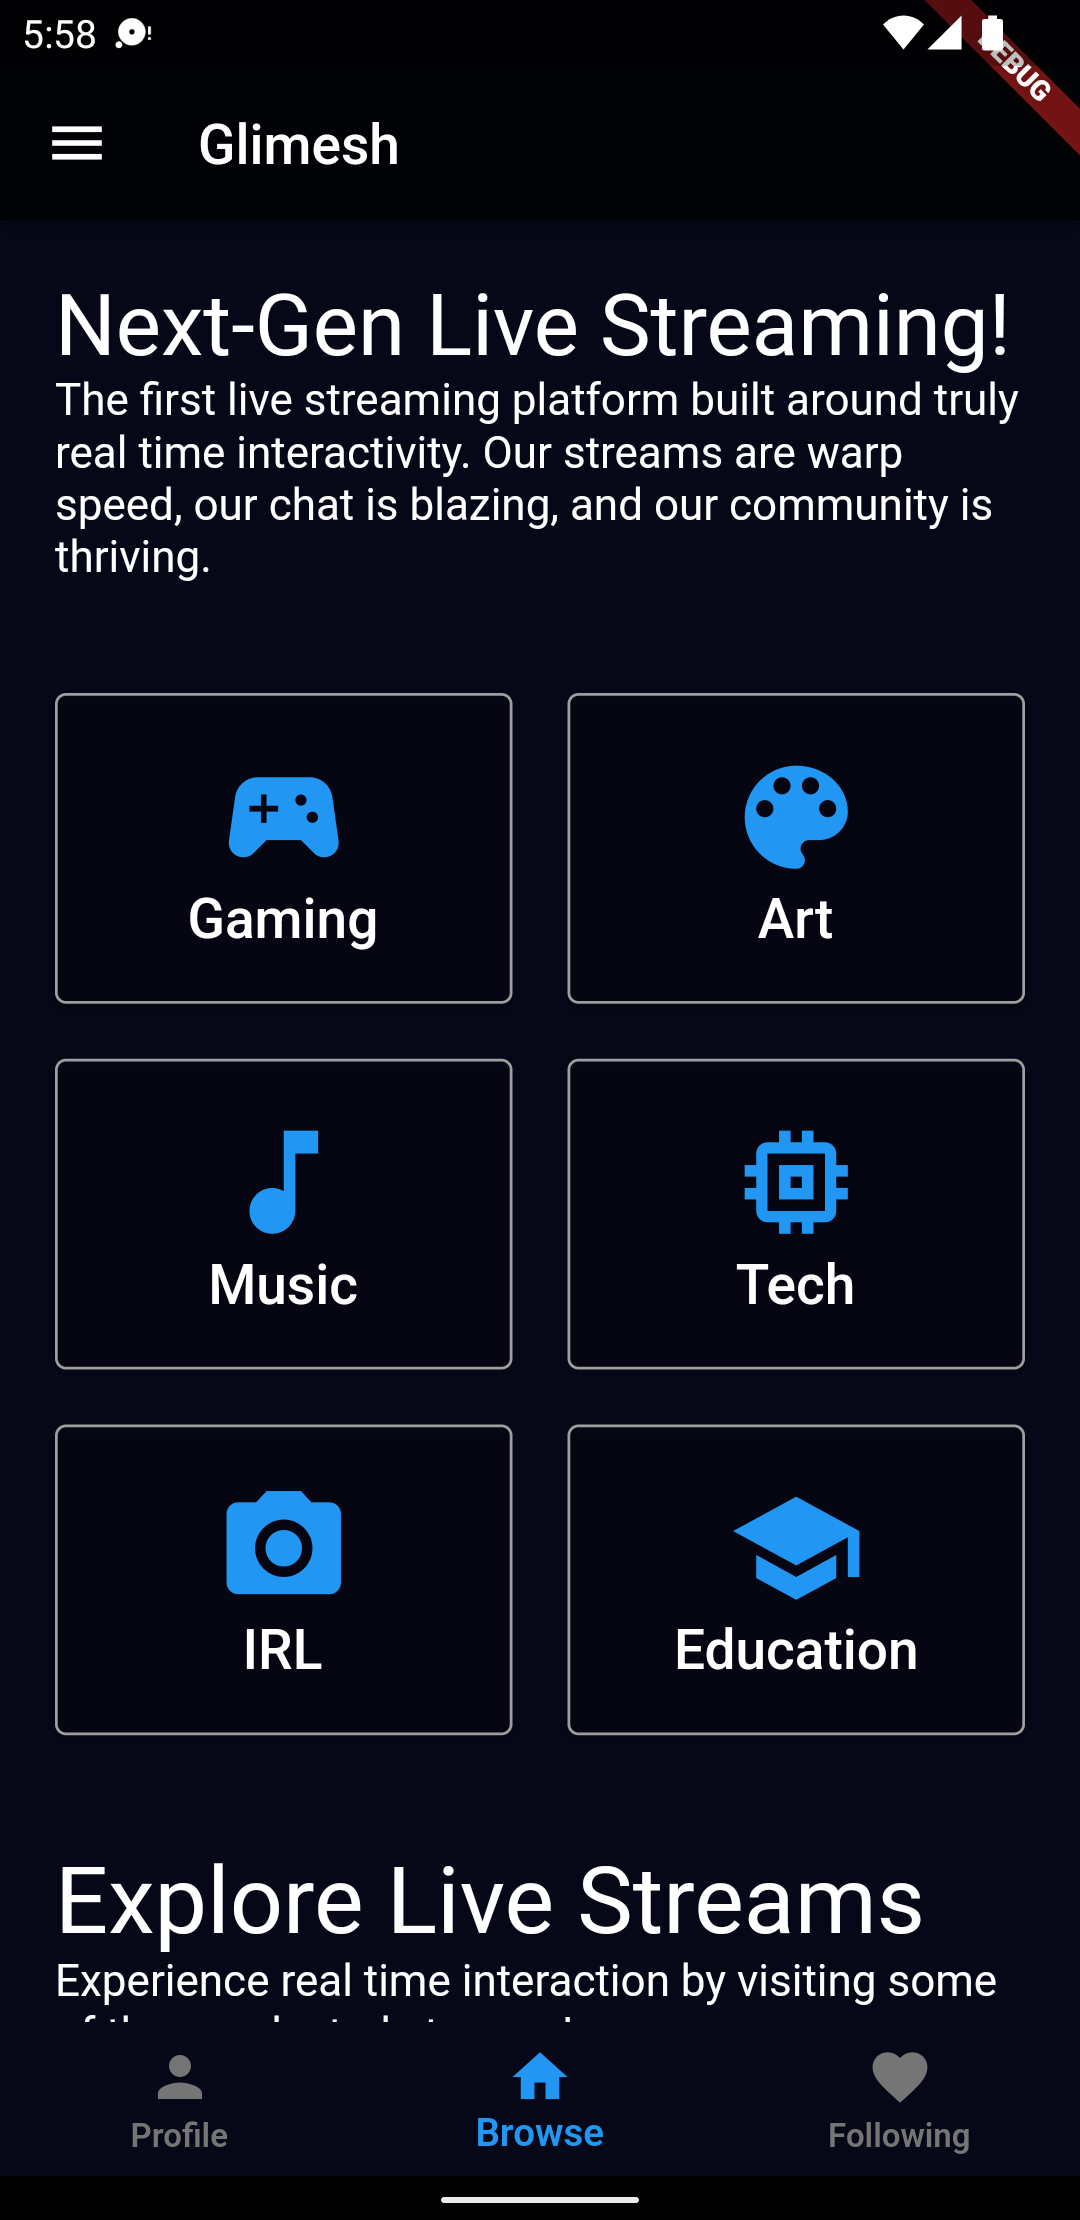 5:58
DEBUG
Glimesh
Next-Gen Live Streaming!
The first live streaming platform built around truly
real time interactivity. Our streams are warp
speed, our chat is blazing, and our community is
thriving.
Gaming
Art
Music
Tech
IRL
Education
Explore Live Streams
Experience real time interaction by visiting some
Profile
Browse
Following